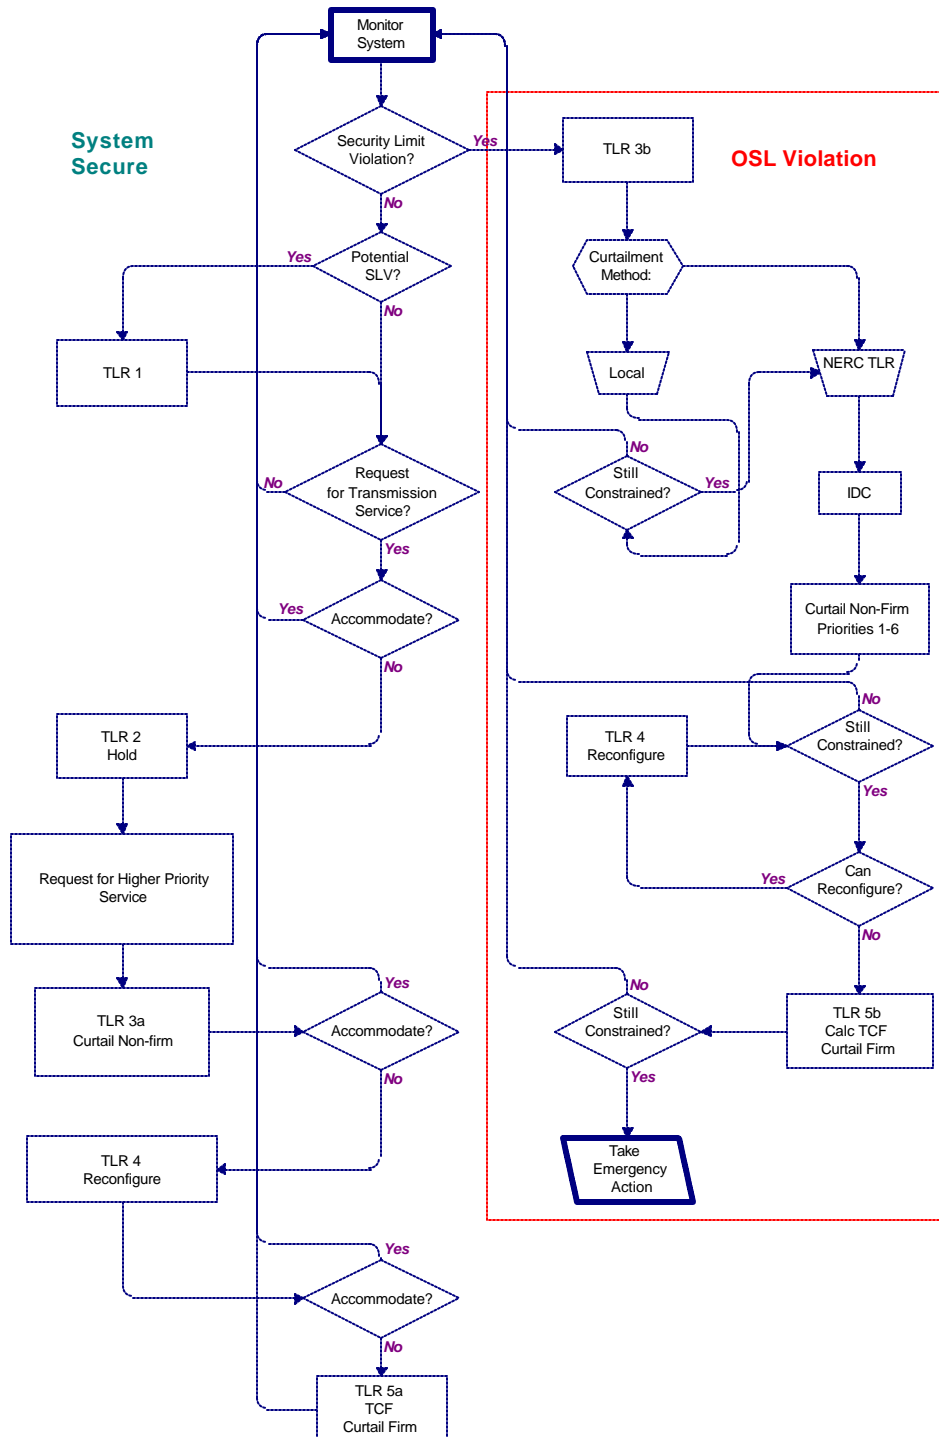 Monitor
System
System
Secure
Security Limit
Violation?
Yes
TLR 3b
OSL Violation
No
Yes
Potential
SLV?
No
Curtailment
Method:
TLR 1
Local
NERC TLR
No
Request
for Transmission
Service?
Yes
No
Still
Constrained?
Yes
IDC
Yes
Accommodate?
No
Curtail Non-Firm
Priorities 1-6
No
TLR 2
Hold
TLR 4
Reconfigure
Still
Constrained?
Yes
Request for Higher Priority
Service
Yes
Can
Reconfigure?
No
Yes
TLR 3a
Curtail Non-firm
Accommodate?
No
No
Still
Constrained?
Yes
TLR 5b
Calc TCF
Curtail Firm
TLR 4
Reconfigure
Take
Emergency
Action
Yes
Accommodate?
No
TLR 5a
TCF
Curtail Firm